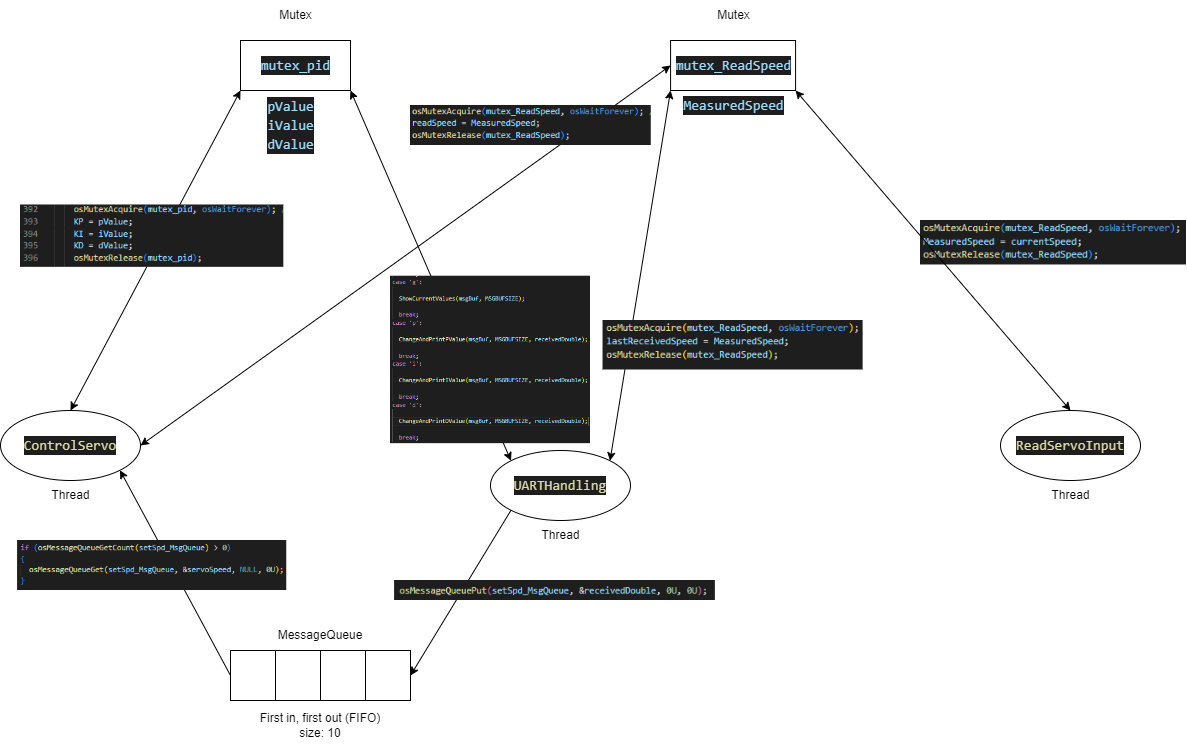 Mutex
Mutex
mutex_pid
mutex_ReadSpeed
pValue
iValue
dValue
MeasuredSpeed
osMutexAcquire(mutex_ReadSpeed, osWaitForever);
readSpeed = MeasuredSpeed;
osMutexRelease(mutex_ReadSpeed);
392 osMutexAcquire(mutex_pid, osWaitForever);
393 KP = pValue;
394 KI = iValue;
395 KD = dValue;
396 osMutexRelease(mutex_pid);
osMutexAcquire(mutex_ReadSpeed, osWaitForever);
MeasuredSpeed = currentSpeed;
osMutexRelease(mutex_ReadSpeed);
case 'g':
ShowCurrentValues(msgBuf, MSGBUFSIZE);
break;
case 'p':
ChangeAndPrintPValue(msgBuf, MSGBUFSIZE, receivedDouble);
break;
case 'i':
ChangeAndPrintIValue(msgBuf, MSGBUFSIZE, receivedDouble);
break;
case 'd':
ChangeAndPrintDValue(msgBuf, MSGBUFSIZE, receivedDouble);
break;
osMutexAcquire(mutex_ReadSpeed, osWaitForever);
lastReceivedSpeed = MeasuredSpeed;
osMutexRelease(mutex_ReadSpeed);
ControlServo
Thread
UARTHandling
Thread
ReadServoInput
Thread
if (osMessageQueueGetCount(setSpd_MsgQueue) > 0)
{
osMessageQueueGet(setSpd_MsgQueue, &servoSpeed, NULL, 0U);
}
osMessageQueuePut(setSpd_MsgQueue, &receivedDouble, 0U, 0U);
MessageQueue
First in, first out (FIFO)
size: 10